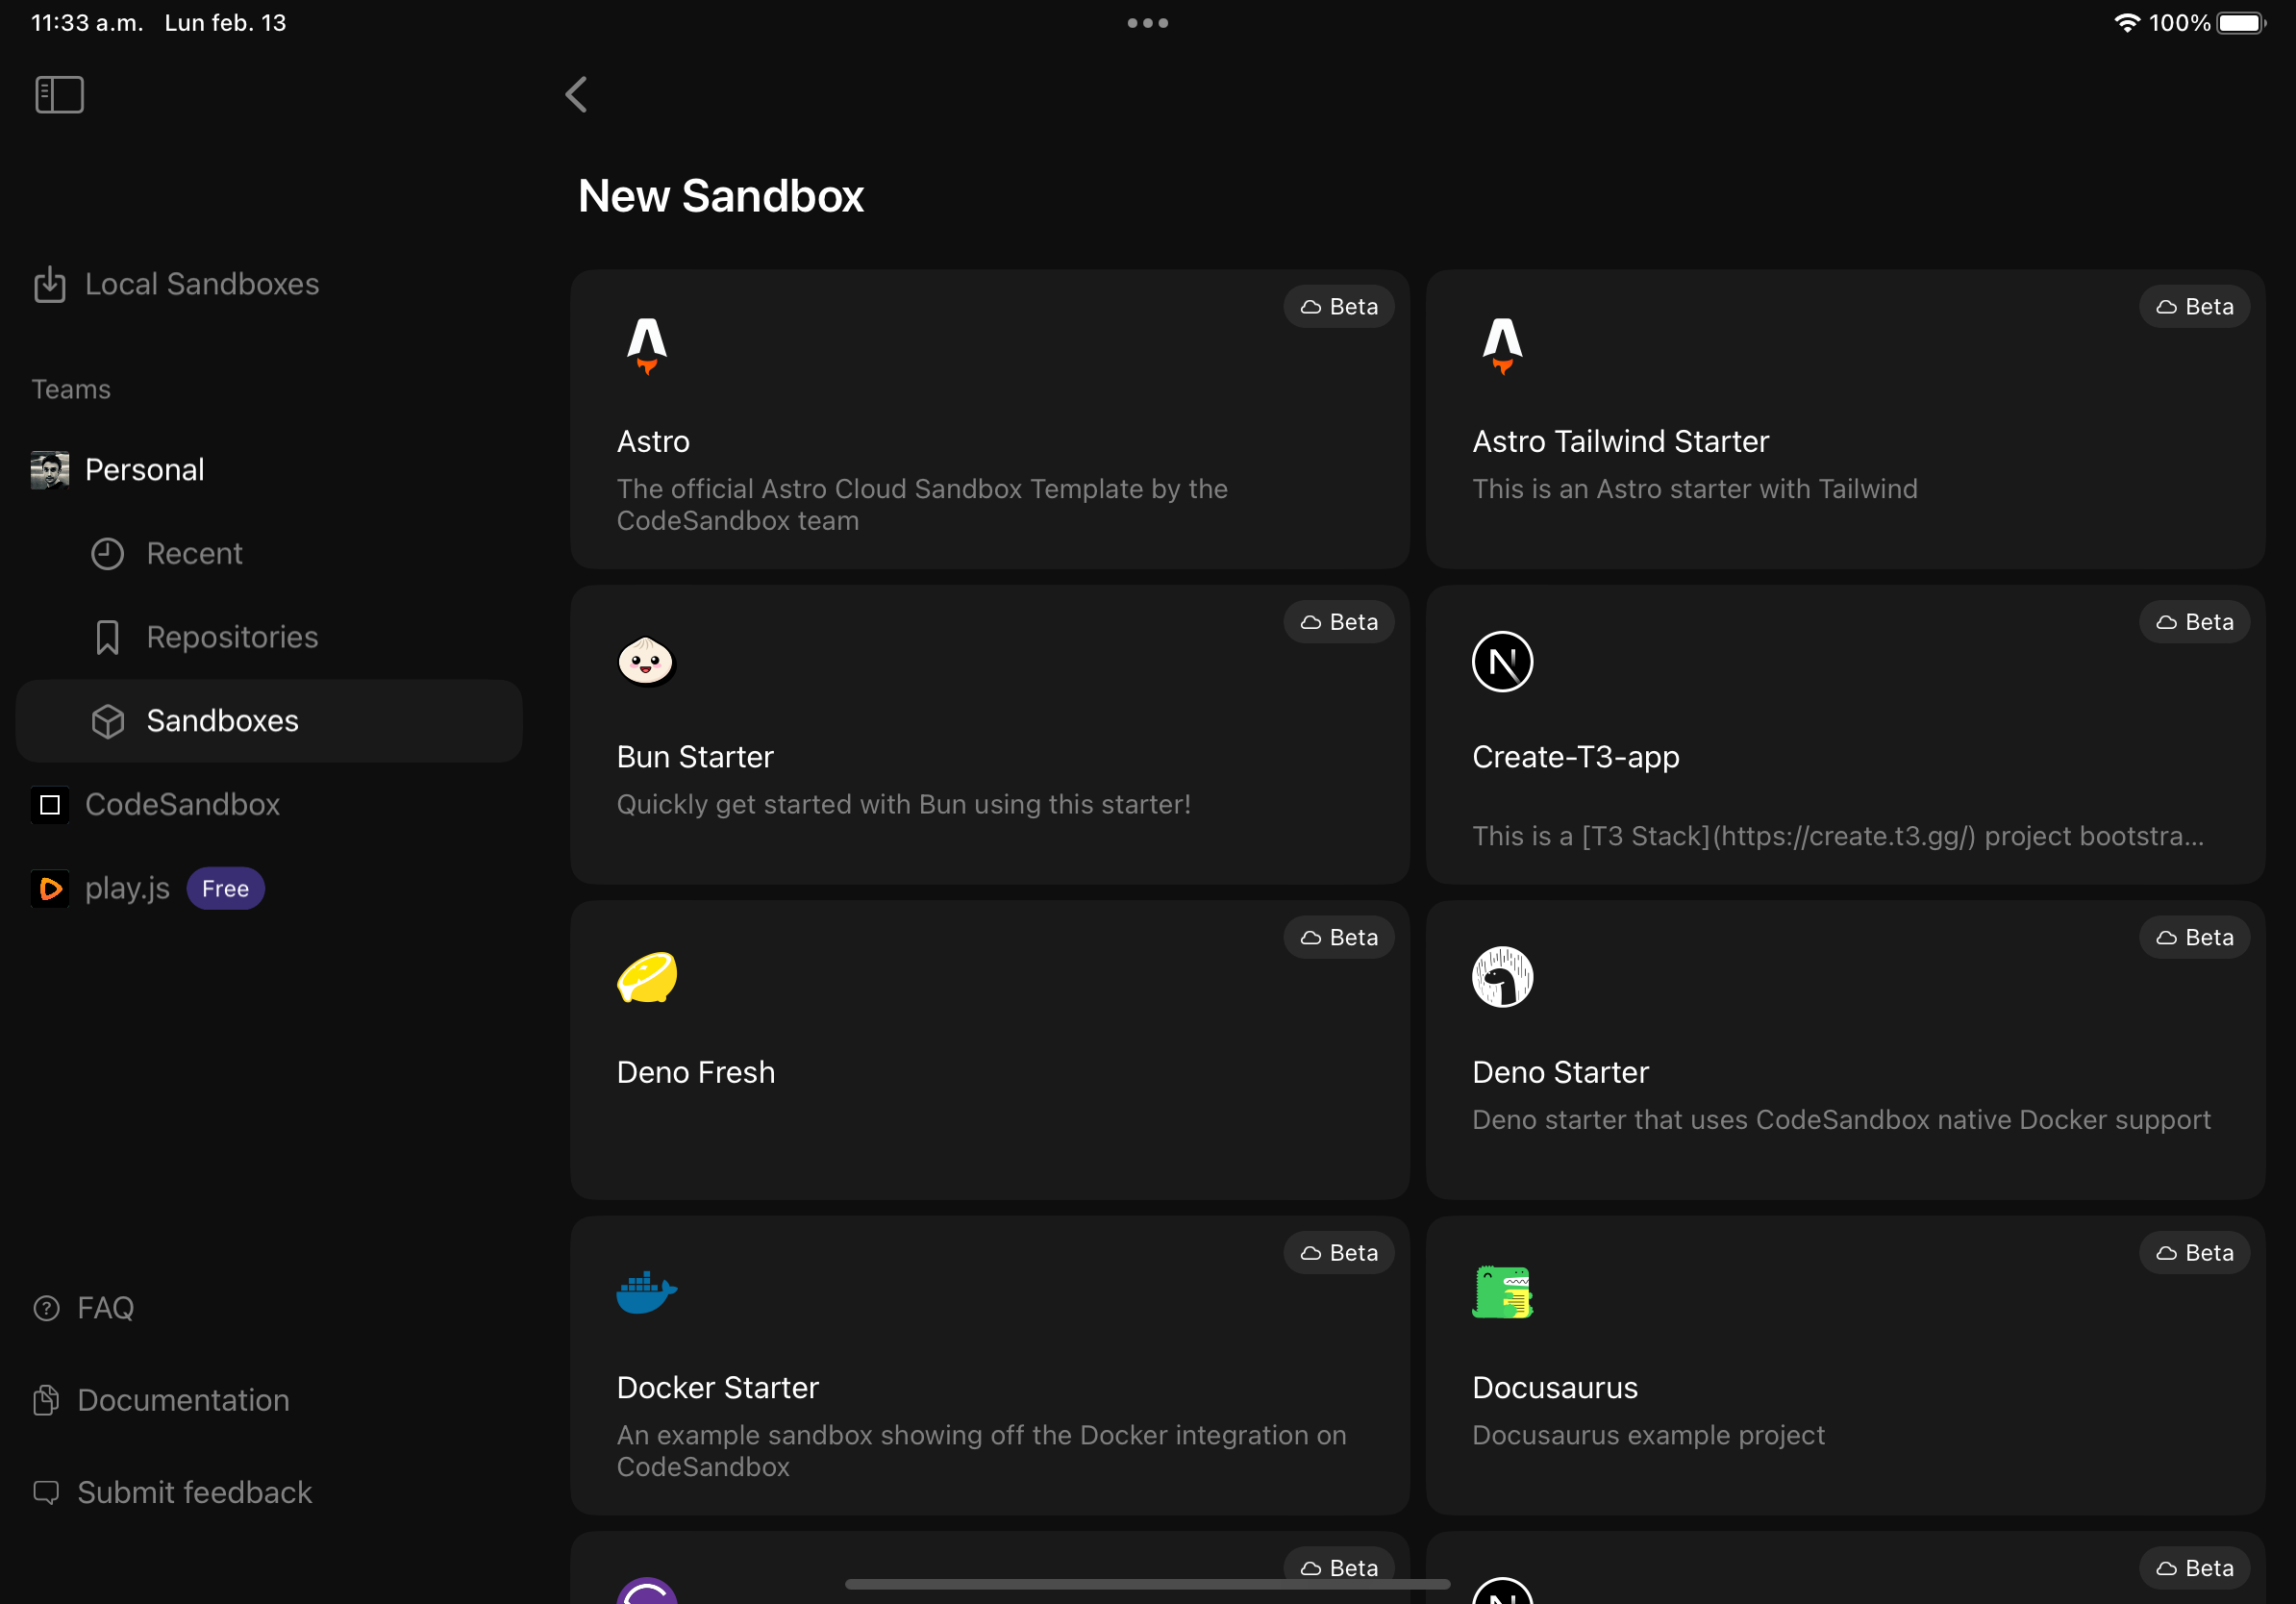 11:33 a.m. Lun feb. 13
100%
New Sandbox
Local Sandboxes
Teams
Personal
Recent
Repositories
Sandboxes
CodeSandbox
play.js Free
FAQ
Documentation
Submit feedback
Beta
Astro
The official Astro Cloud Sandbox Template by the
CodeSandbox team
Beta
Astro Tailwind Starter
This is an Astro starter with Tailwind
Beta
Bun Starter
Quickly get started with Bun using this starter!
Beta
Create-T3-app
This is a [T3 Stack](https://create.t3.gg/) project bootstra...
Beta
Deno Fresh
Beta
Deno Starter
Deno starter that uses CodeSandbox native Docker support
Beta
Docker Starter
An example sandbox showing off the Docker integration on
CodeSandbox
Beta
Docusaurus
Docusaurus example project
Beta
Beta